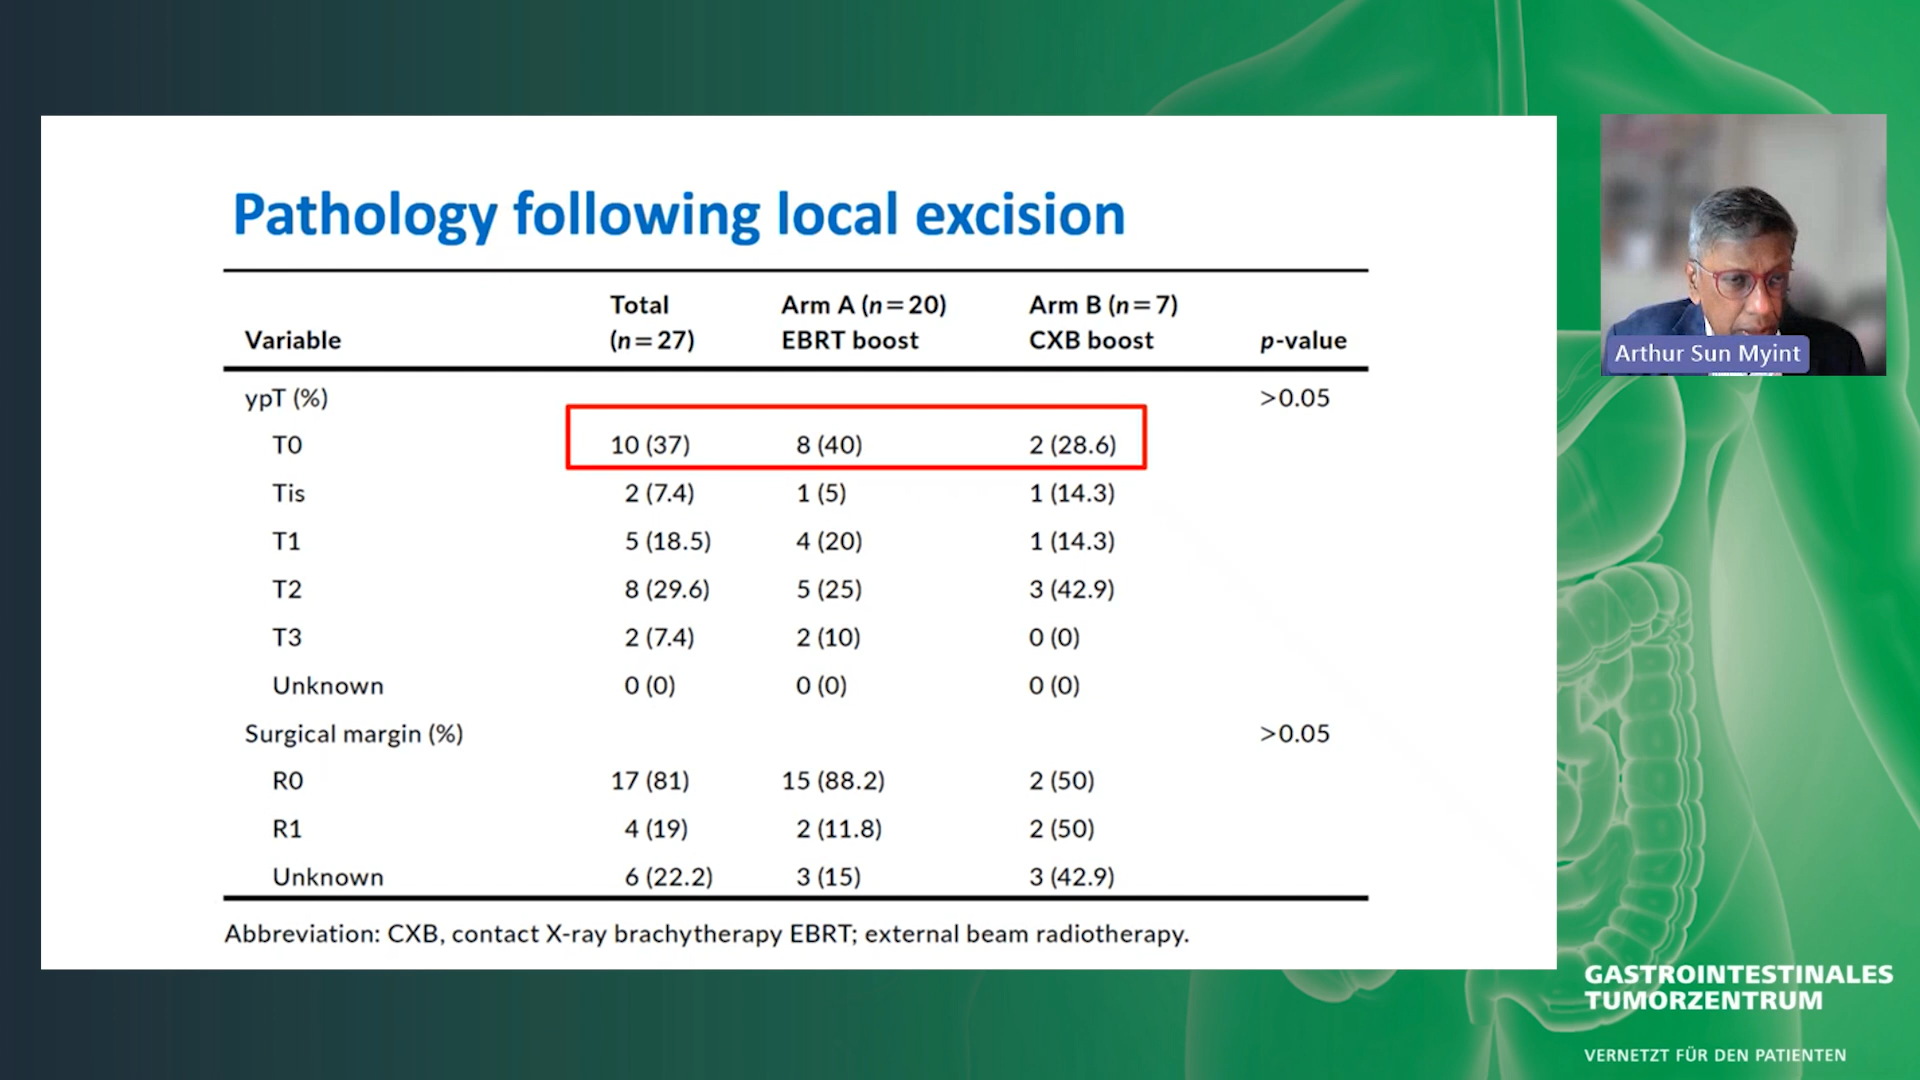 Pathology following local excision
Total Arm A (n=20) Arm B (n=7)
Variable (n=27) EBRT boost CXB boost p-value
ypT (%) >0.05
T0 10 (37) 8 (40) 2 (28.6)
Tis 2 (7.4) 1 (5) 1 (14.3)
T1 5 (18.5) 4 (20) 1 (14.3)
T2 8 (29.6) 5 (25) 3 (42.9)
T3 2 (7.4) 2 (10) 0 (0)
Unknown 0 (0) 0 (0) 0 (0)
Surgical margin (%) >0.05
R0 17 (81) 15 (88.2) 2 (50)
R1 4 (19) 2 (11.8) 2 (50)
Unknown 6 (22.2) 3 (15) 3 (42.9)
Abbreviation: CXB, contact X-ray brachytherapy EBRT; external beam radiotherapy.
Arthur Sun Myint
GASTROINTESTINALES
TUMORZENTRUM
VERNETZT FÜR DEN PATIENTEN